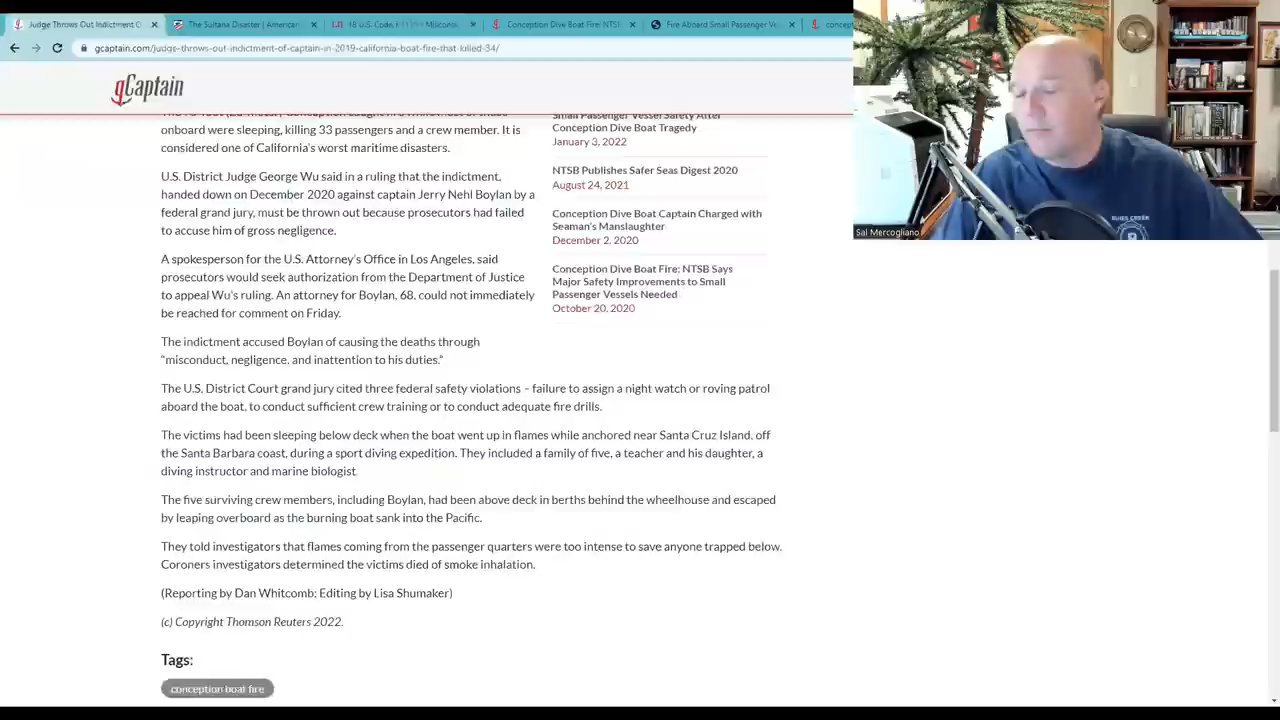 Judge Throws Out Indictment O
The Sultana Disaster | American
18 U.S. Code § 1115 - Miscon
Conception Dive Boat Fire: NTSB
Fire Aboard Small Passenger Ve
concept
gcaptain.com/judge-throws-out-indictment-of-captain-in-2019-california-boat-fire-that-killed-34/
gCaptain
onboard were sleeping, killing 33 passengers and a crew member. It is
considered one of California's worst maritime disasters.
U.S. District Judge George Wu said in a ruling that the indictment,
handed down on December 2020 against captain Jerry Nehl Boylan by a
federal grand jury, must be thrown out because prosecutors had failed
to accuse him of gross negligence.
A spokesperson for the U.S. Attorney's Office in Los Angeles, said
prosecutors would seek authorization from the Department of Justice
to appeal Wu's ruling. An attorney for Boylan, 68, could not immediately
be reached for comment on Friday.
The indictment accused Boylan of causing the deaths through
"misconduct, negligence, and inattention to his duties."
The U.S. District Court grand jury cited three federal safety violations – failure to assign a night watch or roving patrol
aboard the boat, to conduct sufficient crew training or to conduct adequate fire drills.
The victims had been sleeping below deck when the boat went up in flames while anchored near Santa Cruz Island, off
the Santa Barbara coast, during a sport diving expedition. They included a family of five, a teacher and his daughter, a
diving instructor and marine biologist.
The five surviving crew members, including Boylan, had been above deck in berths behind the wheelhouse and escaped
by leaping overboard as the burning boat sank into the Pacific.
They told investigators that flames coming from the passenger quarters were too intense to save anyone trapped below.
Coroners investigators determined the victims died of smoke inhalation.
(Reporting by Dan Whitcomb; Editing by Lisa Shumaker)
(c) Copyright Thomson Reuters 2022.
Tags:
conception boat fire
Small Passenger Vessel Safety After
Conception Dive Boat Tragedy
January 3, 2022
NTSB Publishes Safer Seas Digest 2020
August 24, 2021
Conception Dive Boat Captain Charged with
Seaman's Manslaughter
December 2, 2020
Conception Dive Boat Fire: NTSB Says
Major Safety Improvements to Small
Passenger Vessels Needed
October 20, 2020
Sal Mercogliano